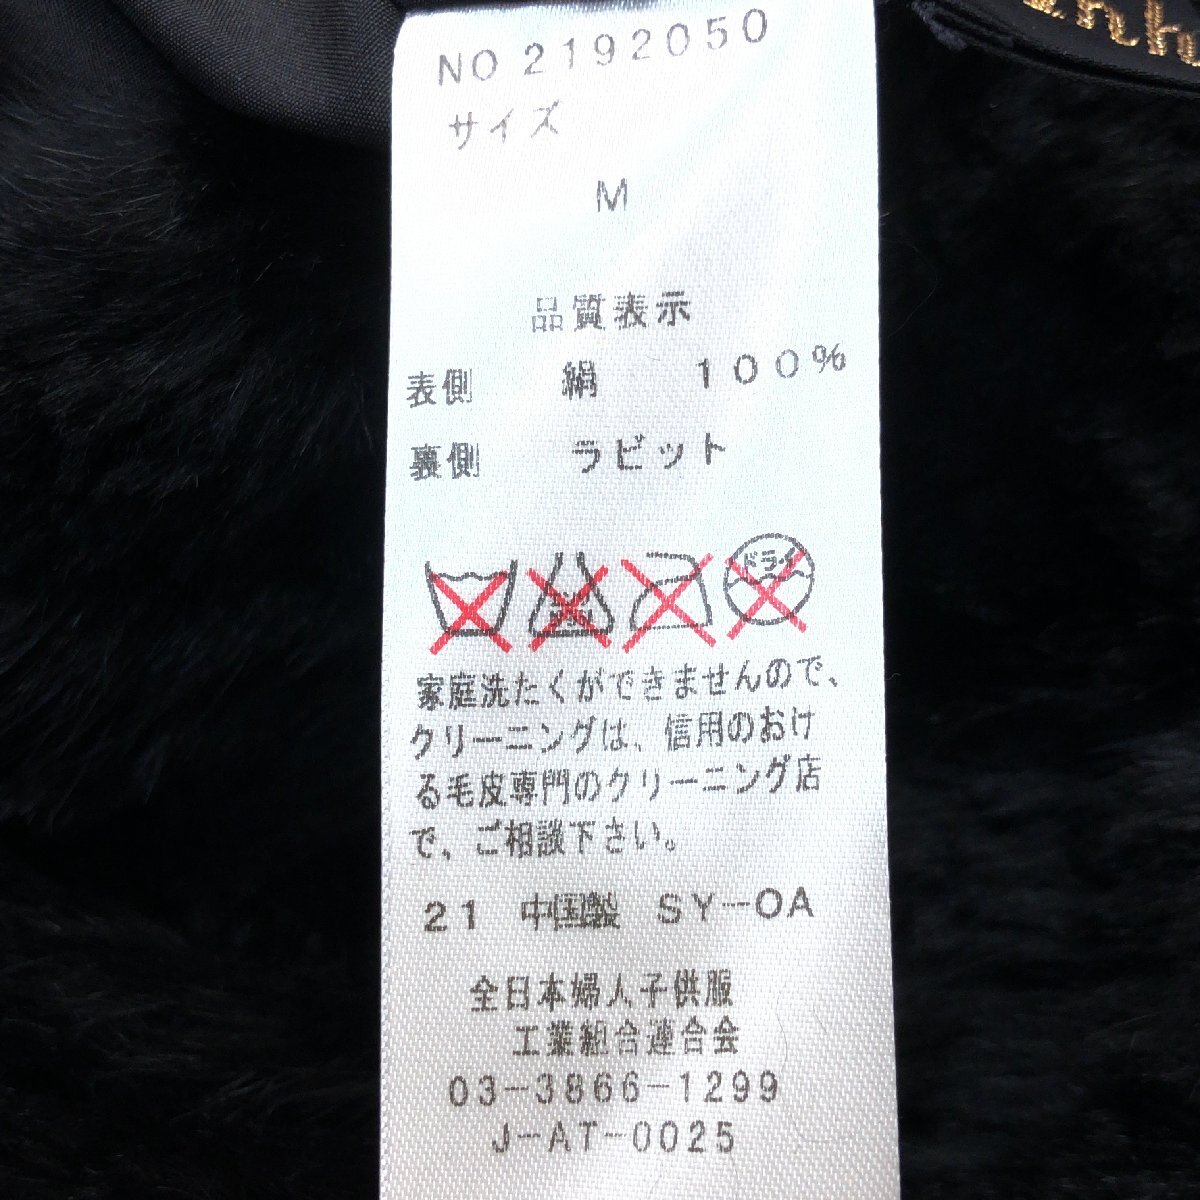 NO 2192050
サイズ
M
品質表示
表側 絹 100%
裏側 ラビット
ドライ
家庭洗たくができませんので、
クリーニングは、信用のおけ
る毛皮専門のクリーニング店
で、ご相談下さい。
21 中国製 SY-OA
全日本婦人子供服
工業組合連合会
03-3866-1299
J-AT-0025